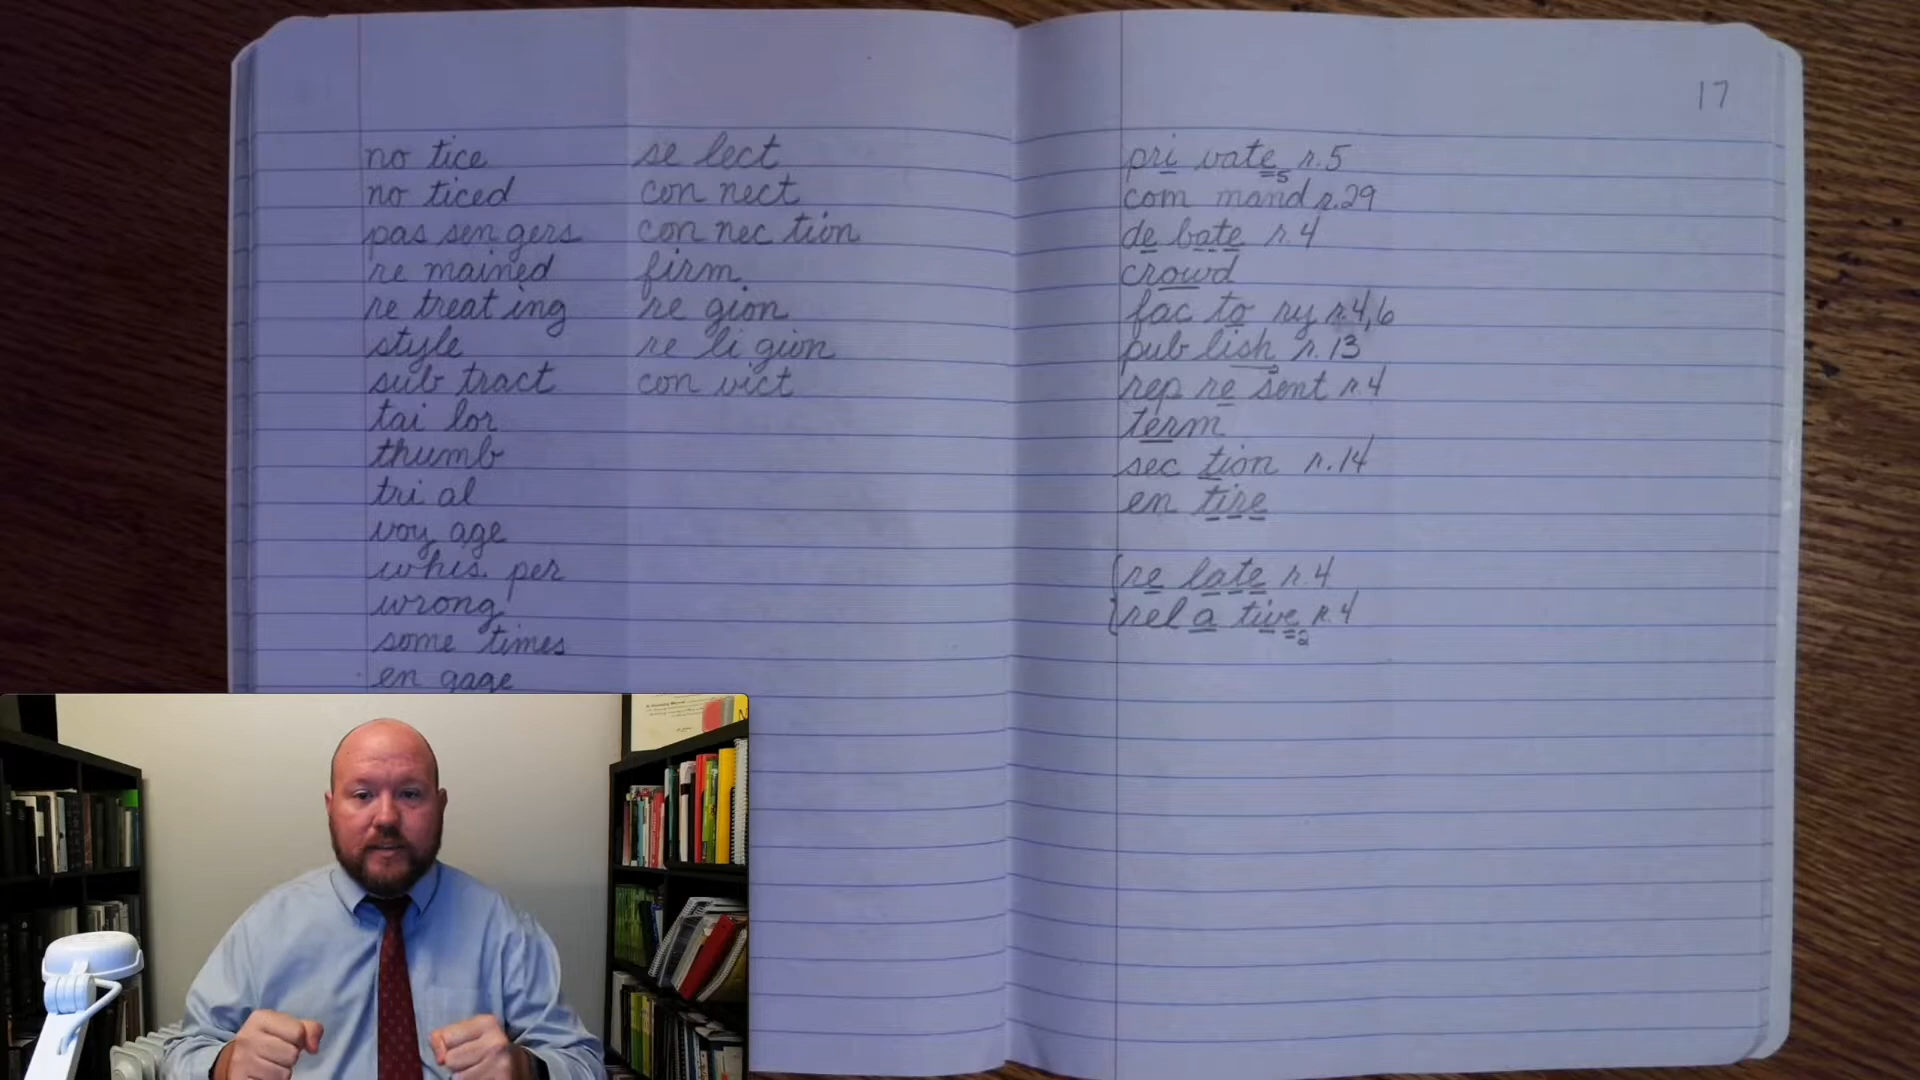 no tice
no ticed
pas sen gers
re mained
re treat ing
style
sub tract
tai lor
thumb
tri al
voy age
whis per
wrong
some times
en gage
se lect
con nect
con nec tion
firm
re gion
re li gion
con vict
17
pri vate r.5
5
com mand r.29
de bate r.4
crowd
fac to ry r.4,6
pub lish r.13
rep re sent r.4
2
term
sec tion r.14
en tire
re late r.4
rel a tive r.4
2